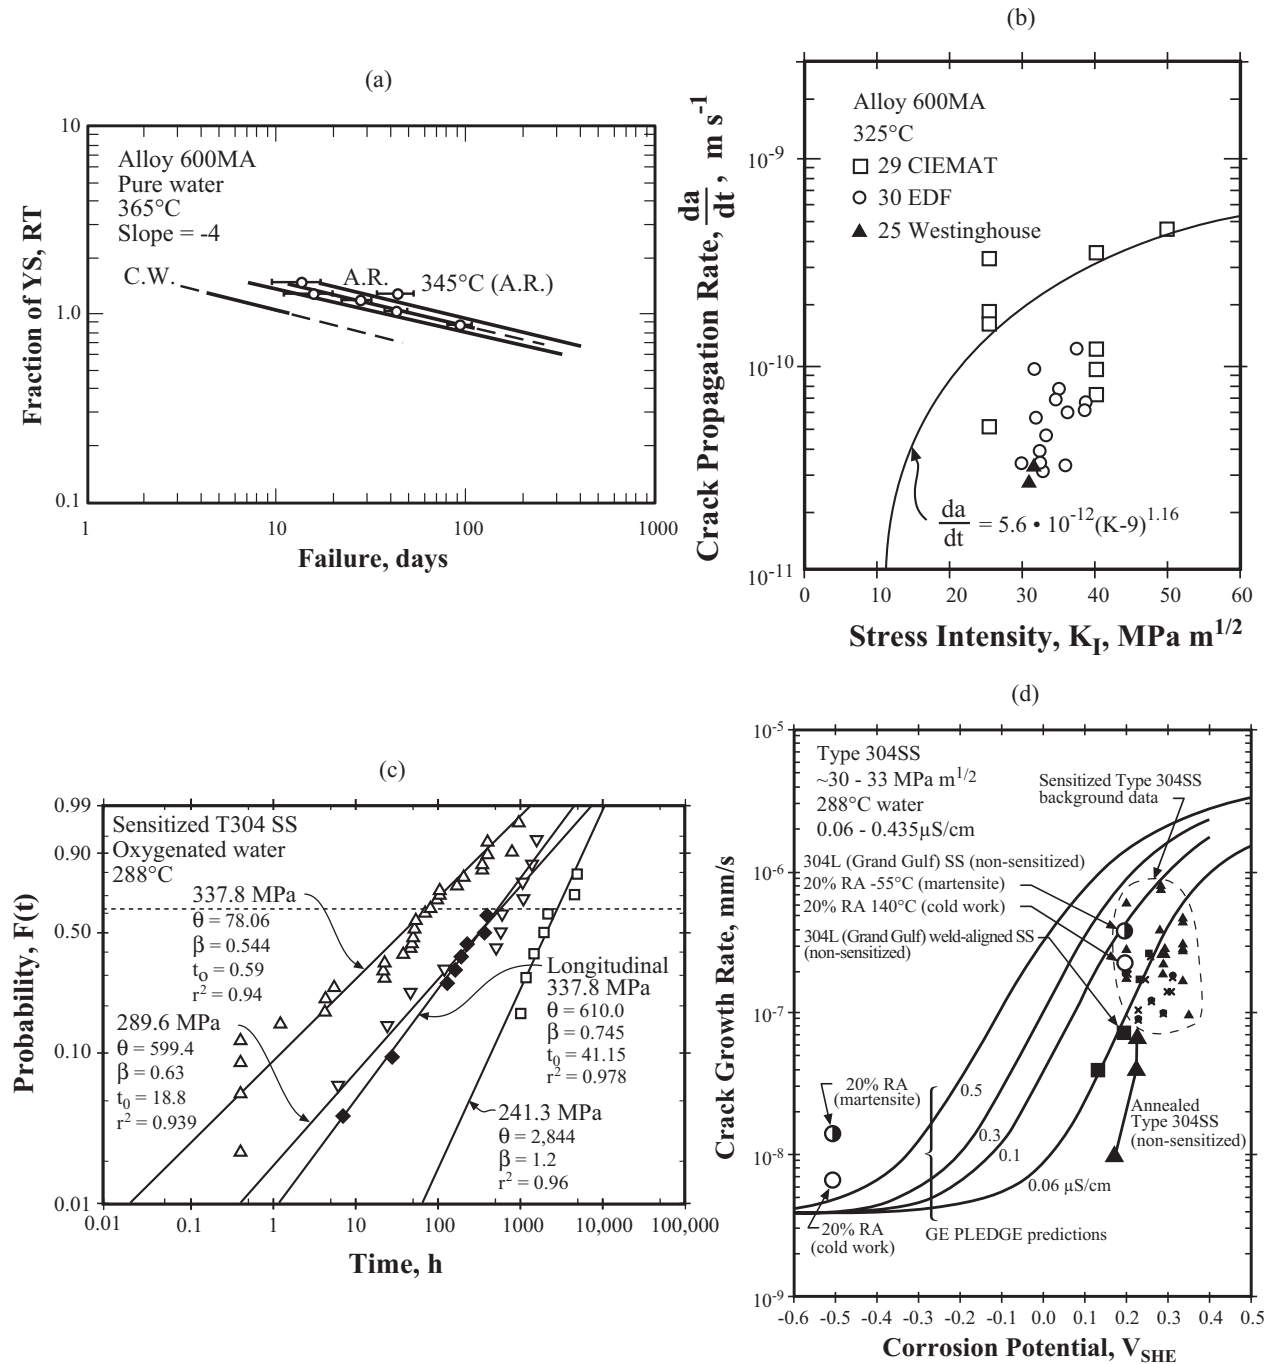 (a)
10
Alloy 600MA
Pure water
365°C
Slope = -4
C.W.
A.R.
345°C (A.R.)
1.0
0.1
1
10
100
1000
Fraction of YS, RT
Failure, days
(b)
Alloy 600MA
325°C
29 CIEMAT
30 EDF
25 Westinghouse
10-9
10-10
10-11
da/dt = 5.6 • 10-12(K-9)1.16
0
10
20
30
40
50
60
Crack Propagation Rate, da/dt, m s-1
Stress Intensity, KI, MPa m1/2
(c)
0.99
0.90
0.50
0.10
0.01
Sensitized T304 SS
Oxygenated water
288°C
337.8 MPa
θ = 78.06
β = 0.544
to = 0.59
r2 = 0.94
289.6 MPa
θ = 599.4
β = 0.63
t0 = 18.8
r2 = 0.939
Longitudinal
337.8 MPa
θ = 610.0
β = 0.745
t0 = 41.15
r2 = 0.978
241.3 MPa
θ = 2,844
β = 1.2
r2 = 0.96
0.01
0.1
1
10
100
1000
10,000
100,000
Probability, F(t)
Time, h
(d)
10-5
10-6
10-7
10-8
10-9
Type 304SS
~30 - 33 MPa m1/2
288°C water
0.06 - 0.435µS/cm
Sensitized Type 304SS
background data
304L (Grand Gulf) SS (non-sensitized)
20% RA -55°C (martensite)
20% RA 140°C (cold work)
304L (Grand Gulf) weld-aligned SS
(non-sensitized)
20% RA
(martensite)
0.5
0.3
0.1
0.06 µS/cm
Annealed
Type 304SS
(non-sensitized)
20% RA
(cold work)
GE PLEDGE predictions
-0.6
-0.5
-0.4
-0.3
-0.2
-0.1
0.0
0.1
0.2
0.3
0.4
0.5
Crack Growth Rate, mm/s
Corrosion Potential, VSHE